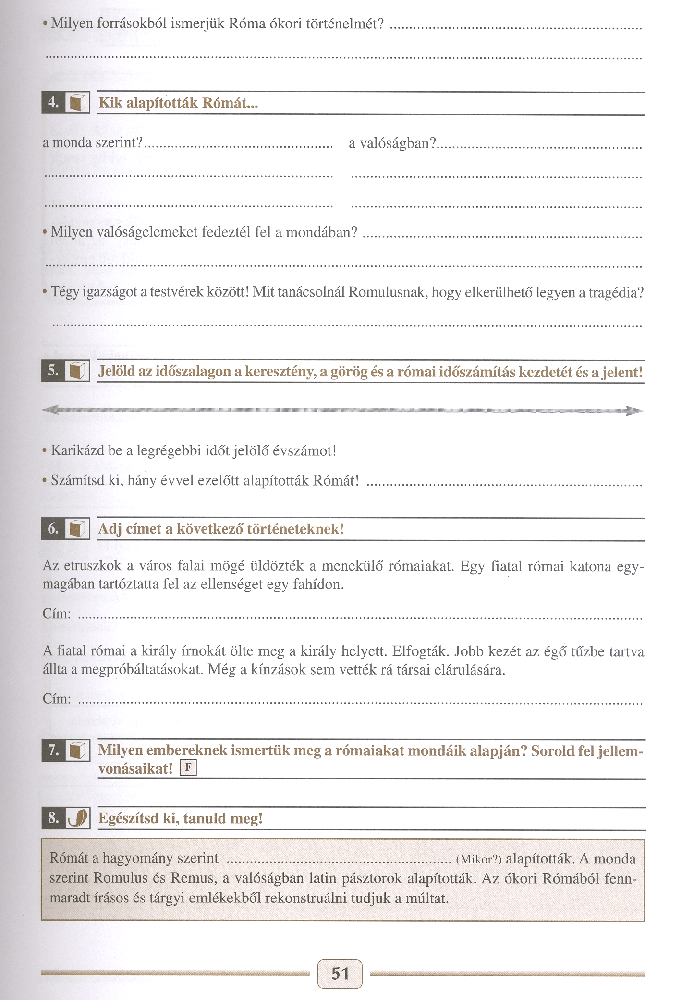 • Milyen forrásokból ismerjük Róma ókori történelmét? ..........
4. Kik alapították Rómát...
a monda szerint?.......... a valóságban?..........
• Milyen valóságelemeket fedeztél fel a mondában? ..........
• Tégy igazságot a testvérek között! Mit tanácsolnál Romulusnak, hogy elkerülhető legyen a tragédia?
5. Jelöld az időszalagon a keresztény, a görög és a római időszámítás kezdetét és a jelent!
• Karikázd be a legrégebbi időt jelölő évszámot!
• Számítsd ki, hány évvel ezelőtt alapították Rómát! ..........
6. Adj címet a következő történeteknek!
Az etruszkok a város falai mögé üldözték a menekülő rómaiakat. Egy fiatal római katona egy-
magában tartóztatta fel az ellenséget egy fahídon.
Cím: ..........
A fiatal római a király írnokát ölte meg a király helyett. Elfogták. Jobb kezét az égő tűzbe tartva
állta a megpróbáltatásokat. Még a kínzások sem vették rá társai elárulására.
Cím: ..........
7. Milyen embereknek ismertük meg a rómaiakat mondáik alapján? Sorold fel jellem-
vonásaikat! F
8. Egészítsd ki, tanuld meg!
Rómát a hagyomány szerint .......... (Mikor?) alapították. A monda
szerint Romulus és Remus, a valóságban latin pásztorok alapították. Az ókori Rómából fenn-
maradt írásos és tárgyi emlékekből rekonstruálni tudjuk a múltat.
51